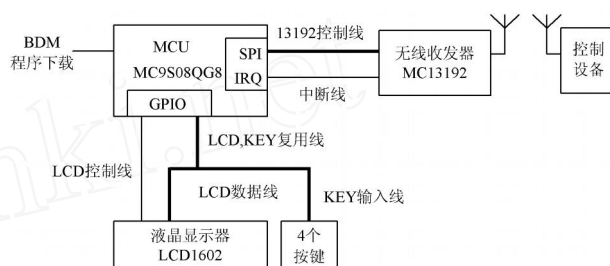 BDM
程序下载
MCU
MC9S08QG8
SPI
IRQ
GPIO
13192控制线
中断线
无线收发器
MC13192
控制
设备
LCD,KEY复用线
LCD控制线
LCD数据线
KEY输入线
液晶显示器
LCD1602
4个
按键